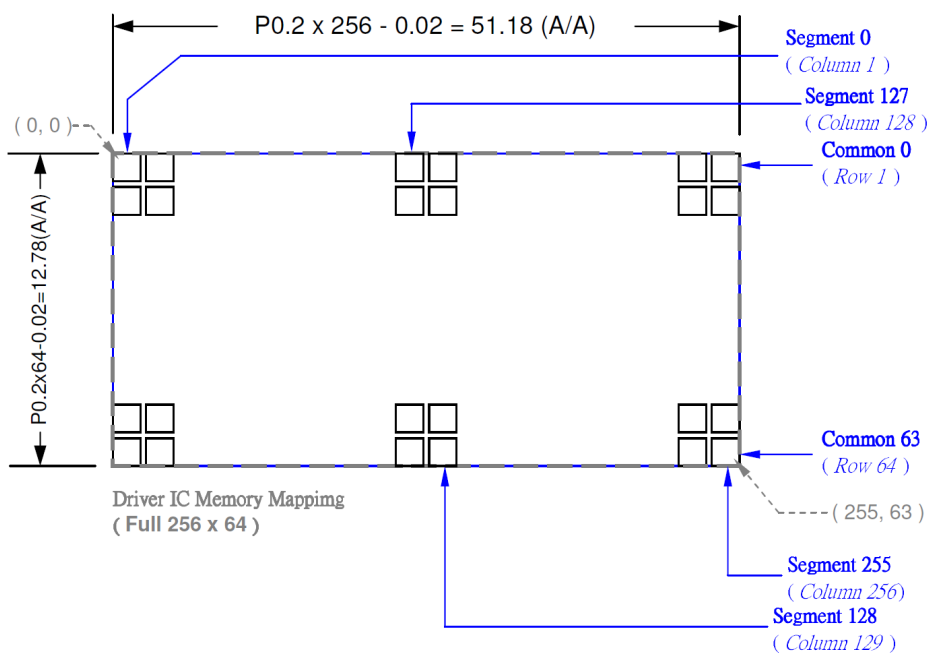 P0.2 x 256 - 0.02 = 51.18 (A/A)
Segment 0
( Column 1 )
Segment 127
( Column 128 )
( 0, 0 )
Common 0
( Row 1 )
P0.2x64-0.02=12.78(A/A)
Common 63
( Row 64 )
Driver IC Memory Mapping
( Full 256 x 64 )
( 255, 63 )
Segment 255
( Column 256)
Segment 128
( Column 129 )